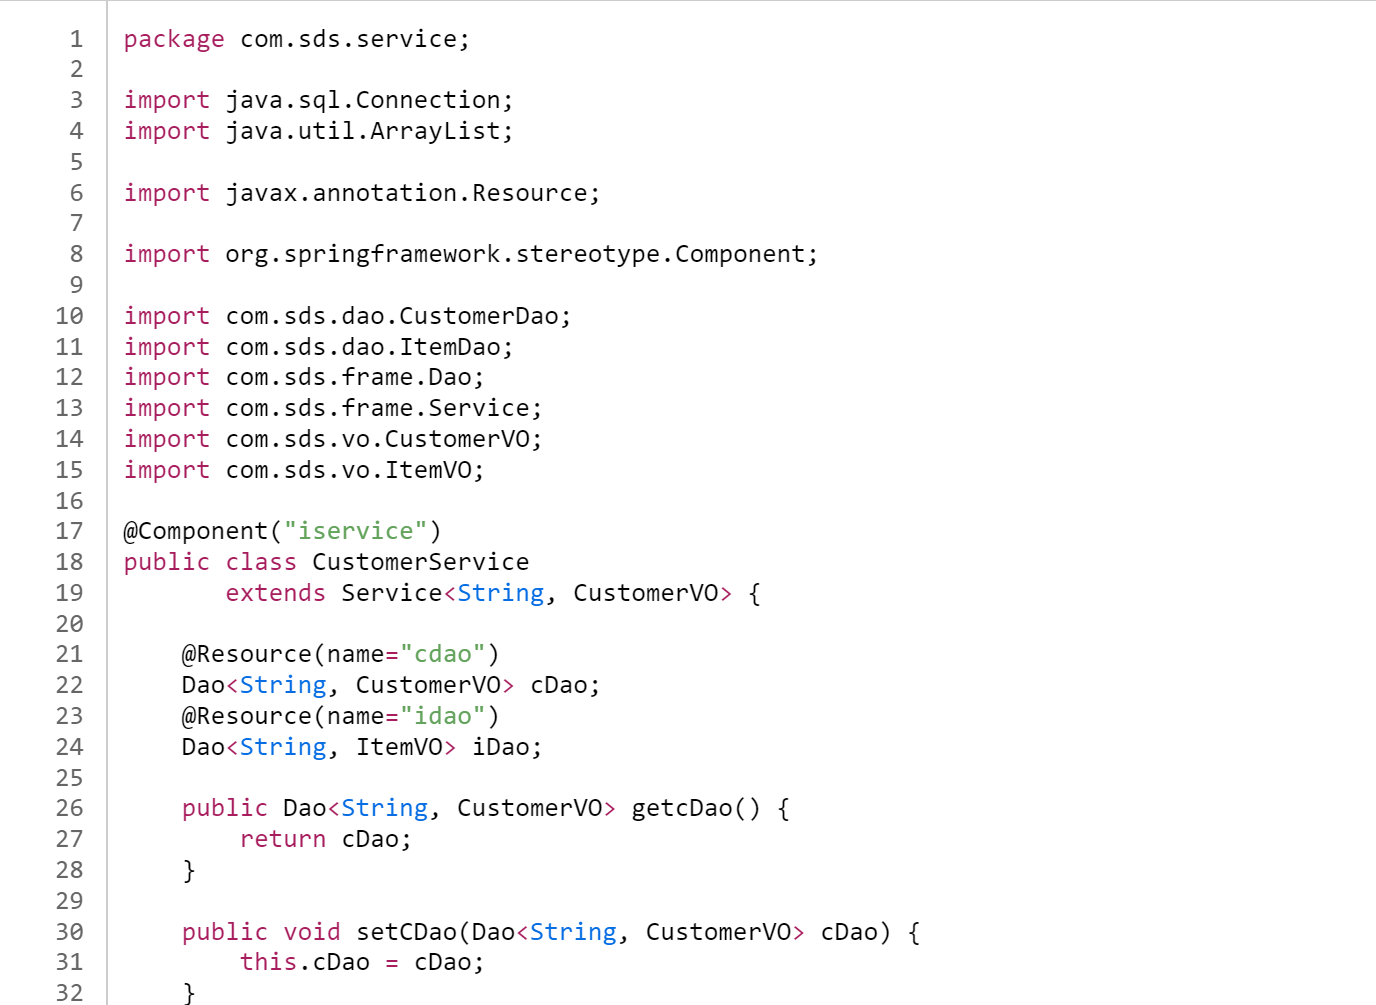 1 package com.sds.service;
2
3 import java.sql.Connection;
4 import java.util.ArrayList;
5
6 import javax.annotation.Resource;
7
8 import org.springframework.stereotype.Component;
9
10 import com.sds.dao.CustomerDao;
11 import com.sds.dao.ItemDao;
12 import com.sds.frame.Dao;
13 import com.sds.frame.Service;
14 import com.sds.vo.CustomerVO;
15 import com.sds.vo.ItemVO;
16
17 @Component("iservice")
18 public class CustomerService
19         extends Service<String, CustomerVO> {
20
21     @Resource(name="cdao")
22     Dao<String, CustomerVO> cDao;
23     @Resource(name="idao")
24     Dao<String, ItemVO> iDao;
25
26     public Dao<String, CustomerVO> getcDao() {
27         return cDao;
28     }
29
30     public void setCDao(Dao<String, CustomerVO> cDao) {
31         this.cDao = cDao;
32     }